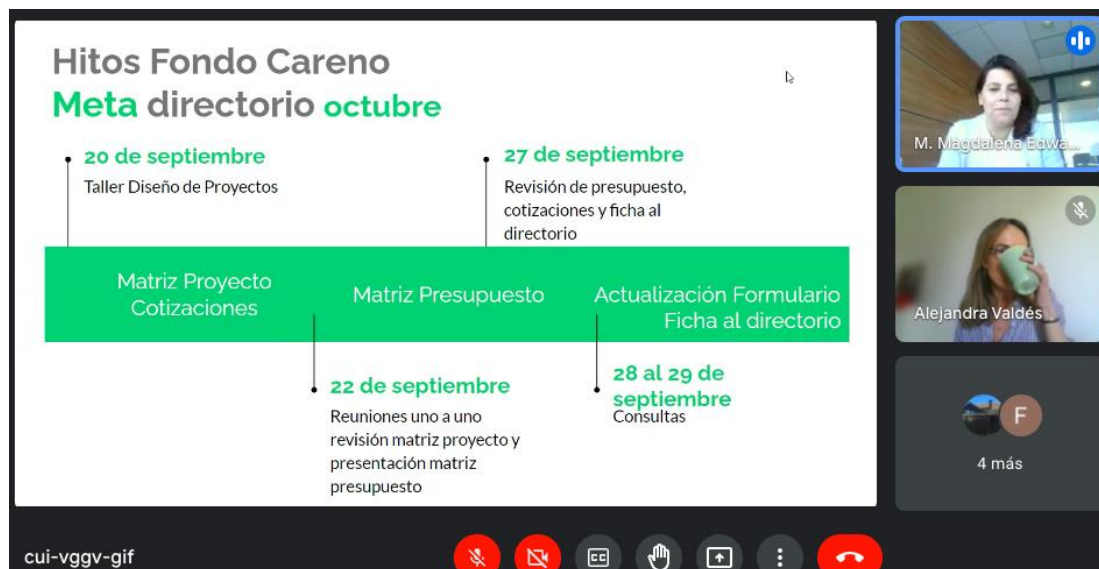 Hitos Fondo Careno
Meta directorio octubre
20 de septiembre
Taller Diseño de Proyectos
27 de septiembre
Revisión de presupuesto,
cotizaciones y ficha al
directorio
Matriz Proyecto
Cotizaciones
Matriz Presupuesto
Actualización Formulario
Ficha al directorio
22 de septiembre
Reuniones uno a uno
revisión matriz proyecto y
presentación matriz
presupuesto
28 al 29 de
septiembre
Consultas
M. Magdalena Edwa...
Alejandra Valdés
F
4 más
cui-vggv-gif
CC